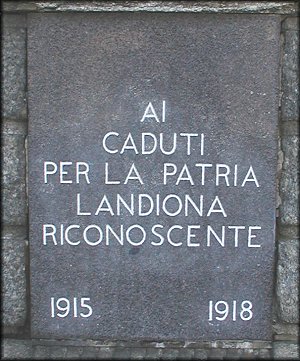 AI
CADUTI
PER LA PATRIA
LANDIONA
RICONOSCENTE
1915 1918